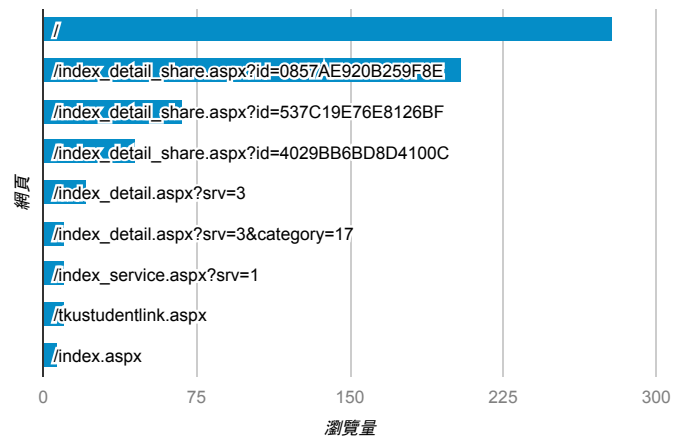 /
/index_detail_share.aspx?id=0857AE920B259F8E
/index_detail_share.aspx?id=537C19E76E8126BF
/index_detail_share.aspx?id=4029BB6BD8D4100C
/index_detail.aspx?srv=3
/index_detail.aspx?srv=3&category=17
/index_service.aspx?srv=1
/tkustudentlink.aspx
/index.aspx
網頁
0 75 150 225 300
瀏覽量